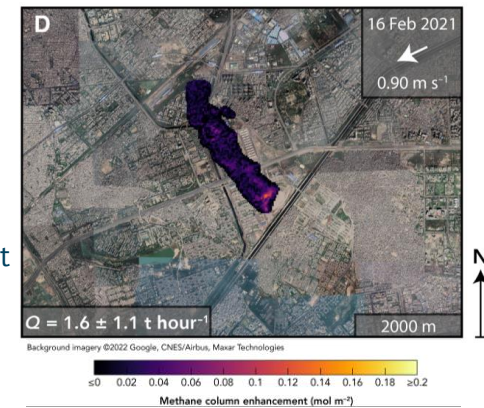 D
16 Feb 2021
0.90 m s⁻¹
t
N
Q = 1.6 ± 1.1 t hour⁻¹
2000 m
Background imagery ©2022 Google, CNES/Airbus, Maxar Technologies
≤0 0.02 0.04 0.06 0.08 0.1 0.12 0.14 0.16 0.18 ≥0.2
Methane column enhancement (mol m⁻²)